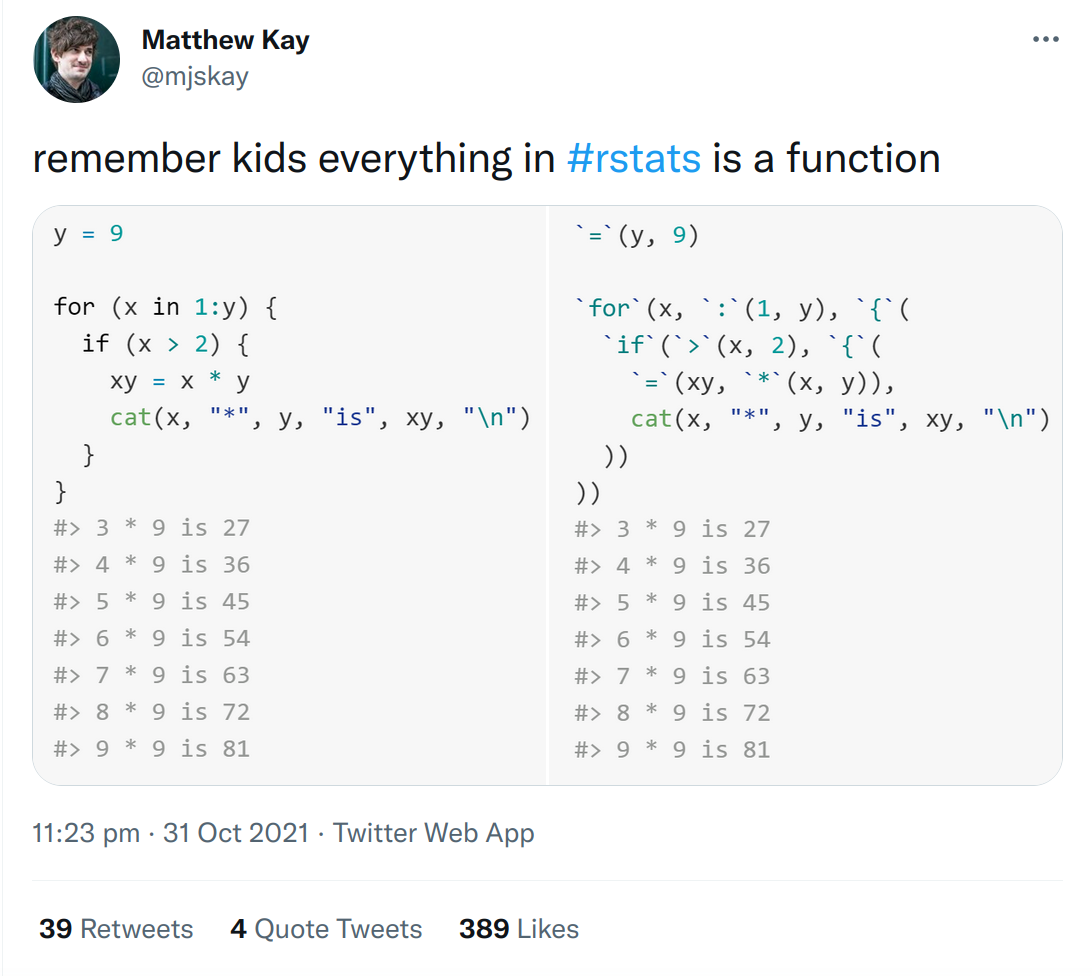 Matthew Kay
@mjskay
remember kids everything in #rstats is a function
y = 9
for (x in 1:y) {
  if (x > 2) {
    xy = x * y
    cat(x, "*", y, "is", xy, "\n")
  }
}
#> 3 * 9 is 27
#> 4 * 9 is 36
#> 5 * 9 is 45
#> 6 * 9 is 54
#> 7 * 9 is 63
#> 8 * 9 is 72
#> 9 * 9 is 81
`=`(y, 9)
`for`(x, `:`(1, y), `{`(
  `if`(`>`(x, 2), `{`(
    `=`(xy, `*`(x, y)),
    cat(x, "*", y, "is", xy, "\n")
  ))
))
#> 3 * 9 is 27
#> 4 * 9 is 36
#> 5 * 9 is 45
#> 6 * 9 is 54
#> 7 * 9 is 63
#> 8 * 9 is 72
#> 9 * 9 is 81
11:23 pm · 31 Oct 2021 · Twitter Web App
39 Retweets 4 Quote Tweets 389 Likes